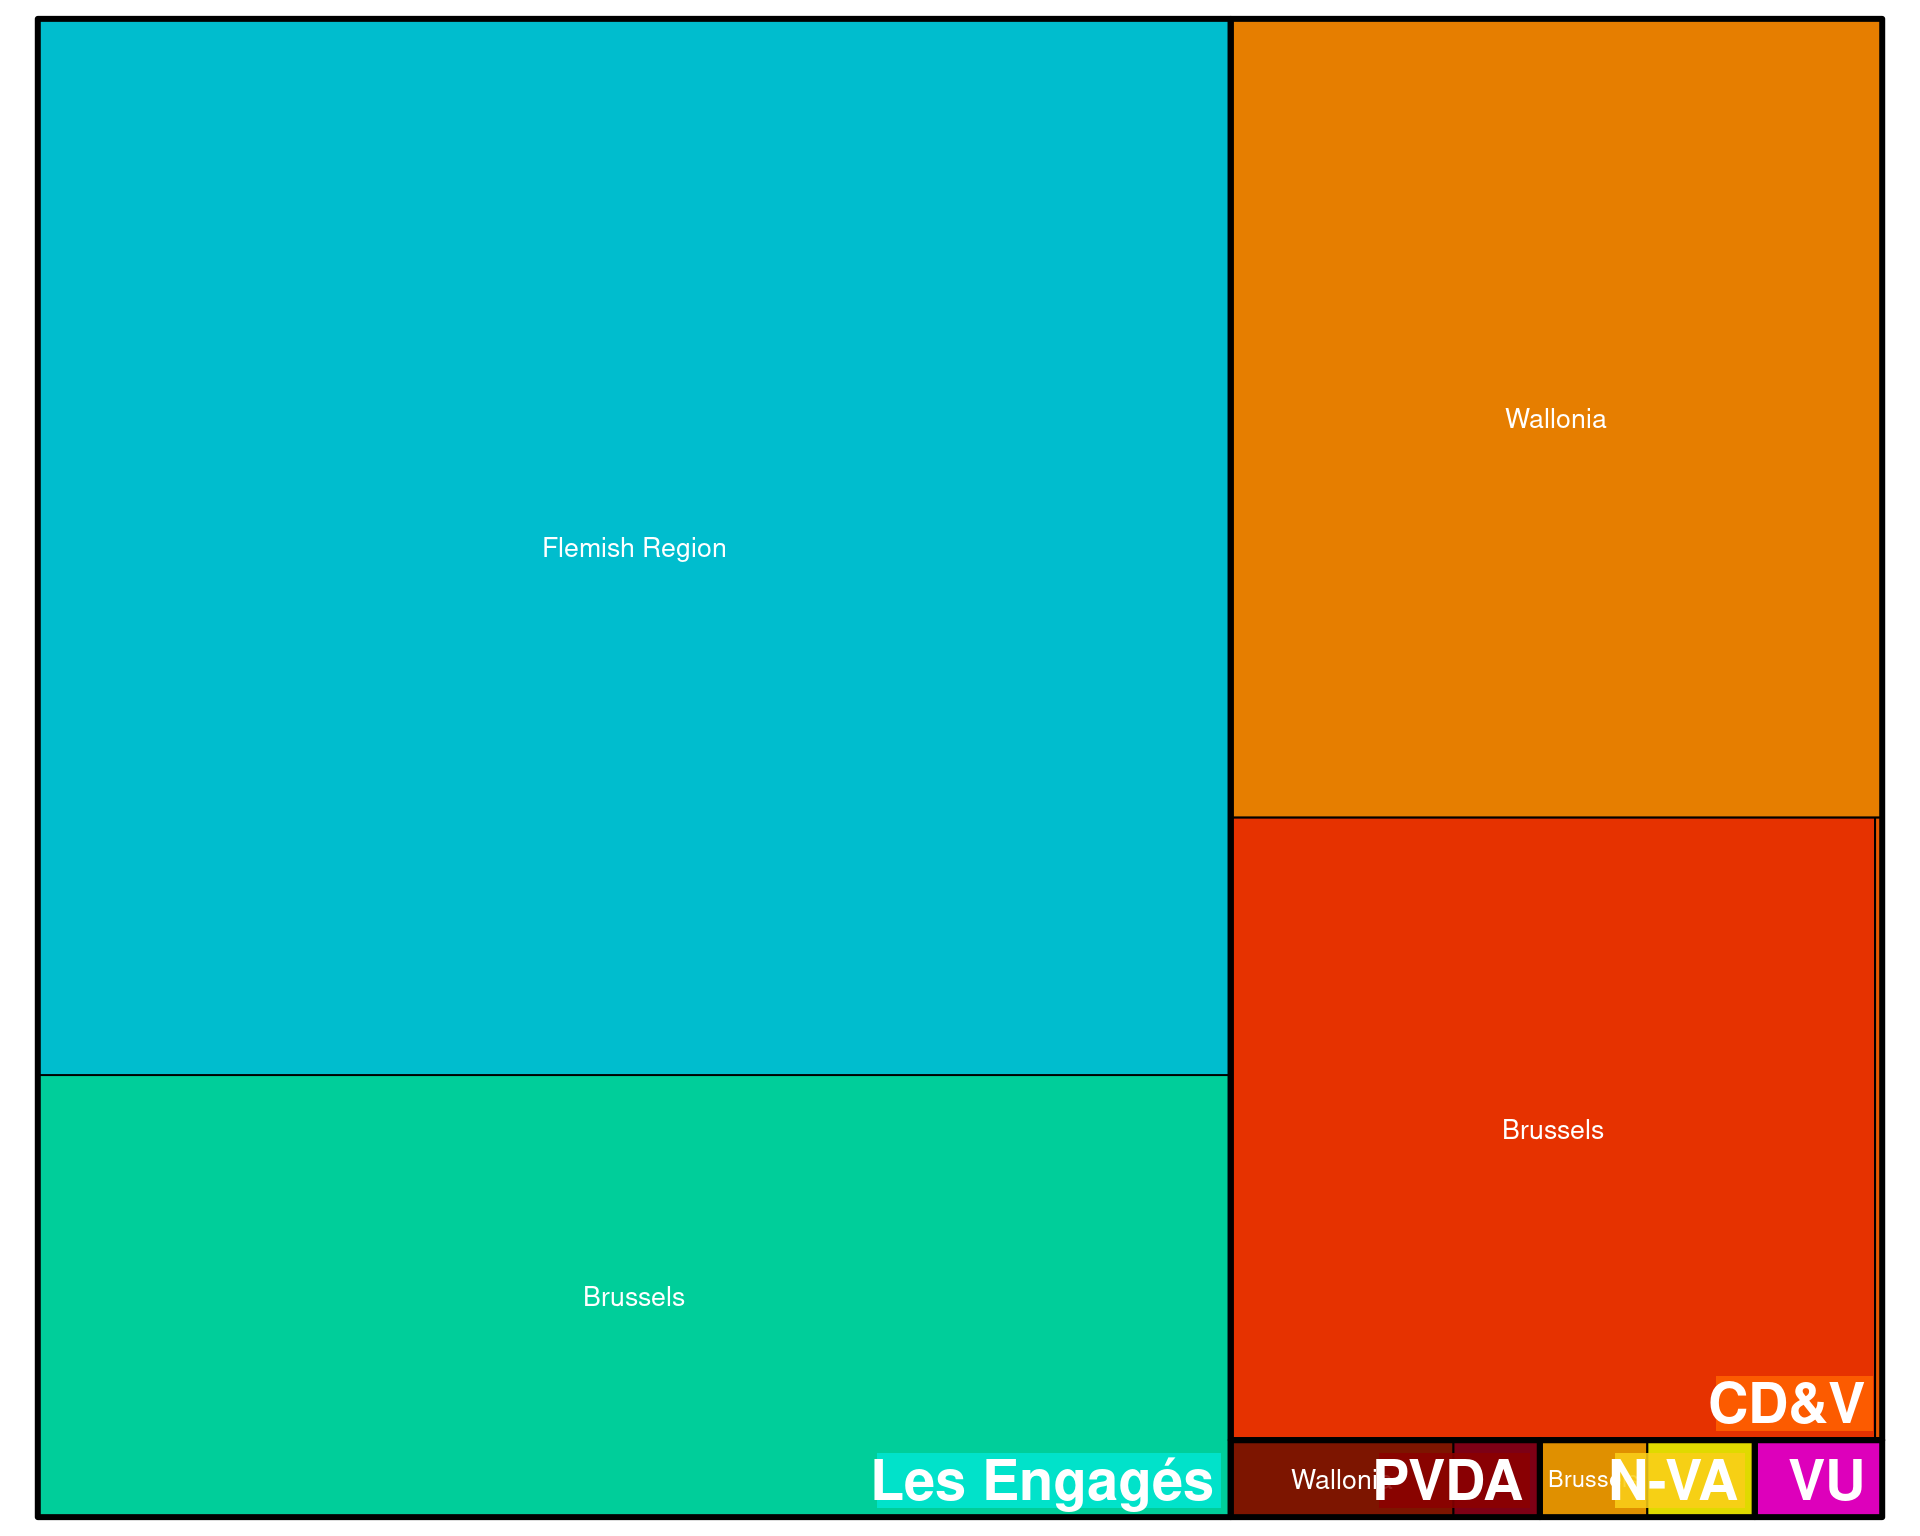 Flemish Region
Wallonia
Brussels
Brussels
CD&V
Les Engagés
PVDA
N-VA
VU